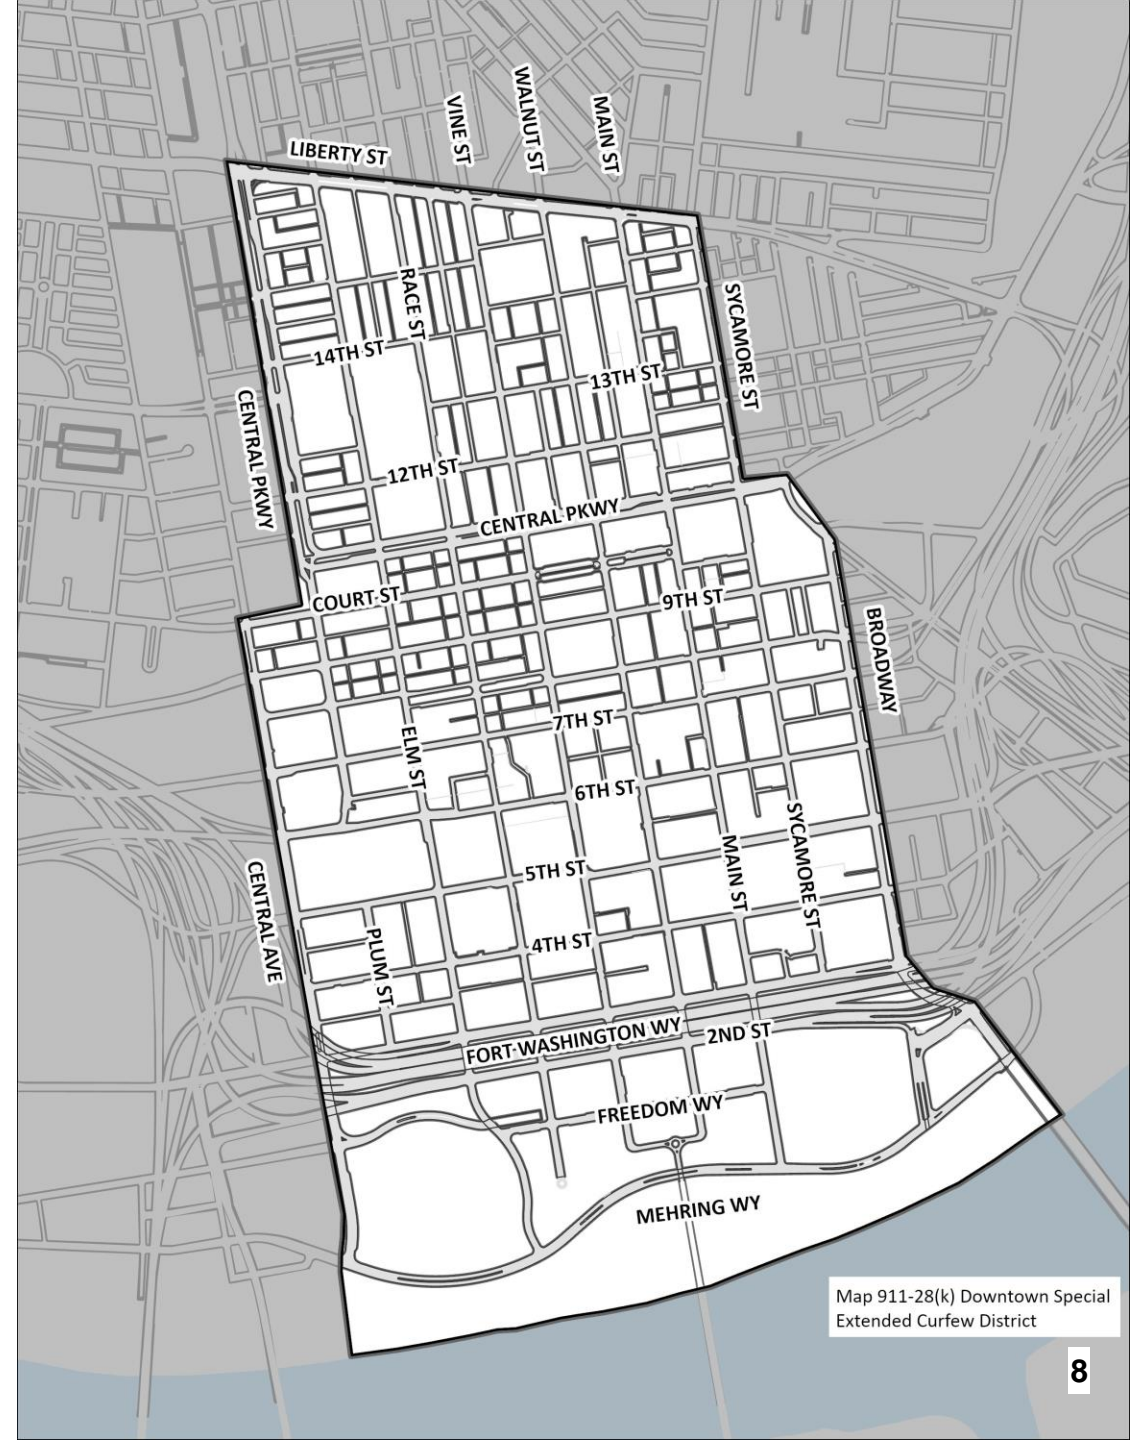 WALNUT ST
VINE ST
MAIN ST
LIBERTY ST
RACE ST
SYCAMORE ST
14TH ST
13TH ST
CENTRAL PKWY
12TH ST
CENTRAL PKWY
COURT ST
9TH ST
BROADWAY
7TH ST
ELM ST
6TH ST
SYCAMORE ST
MAIN ST
5TH ST
CENTRAL AVE
PLUM ST
4TH ST
FORT WASHINGTON WY
2ND ST
FREEDOM WY
MEHRING WY
Map 911-28(k) Downtown Special
Extended Curfew District
8